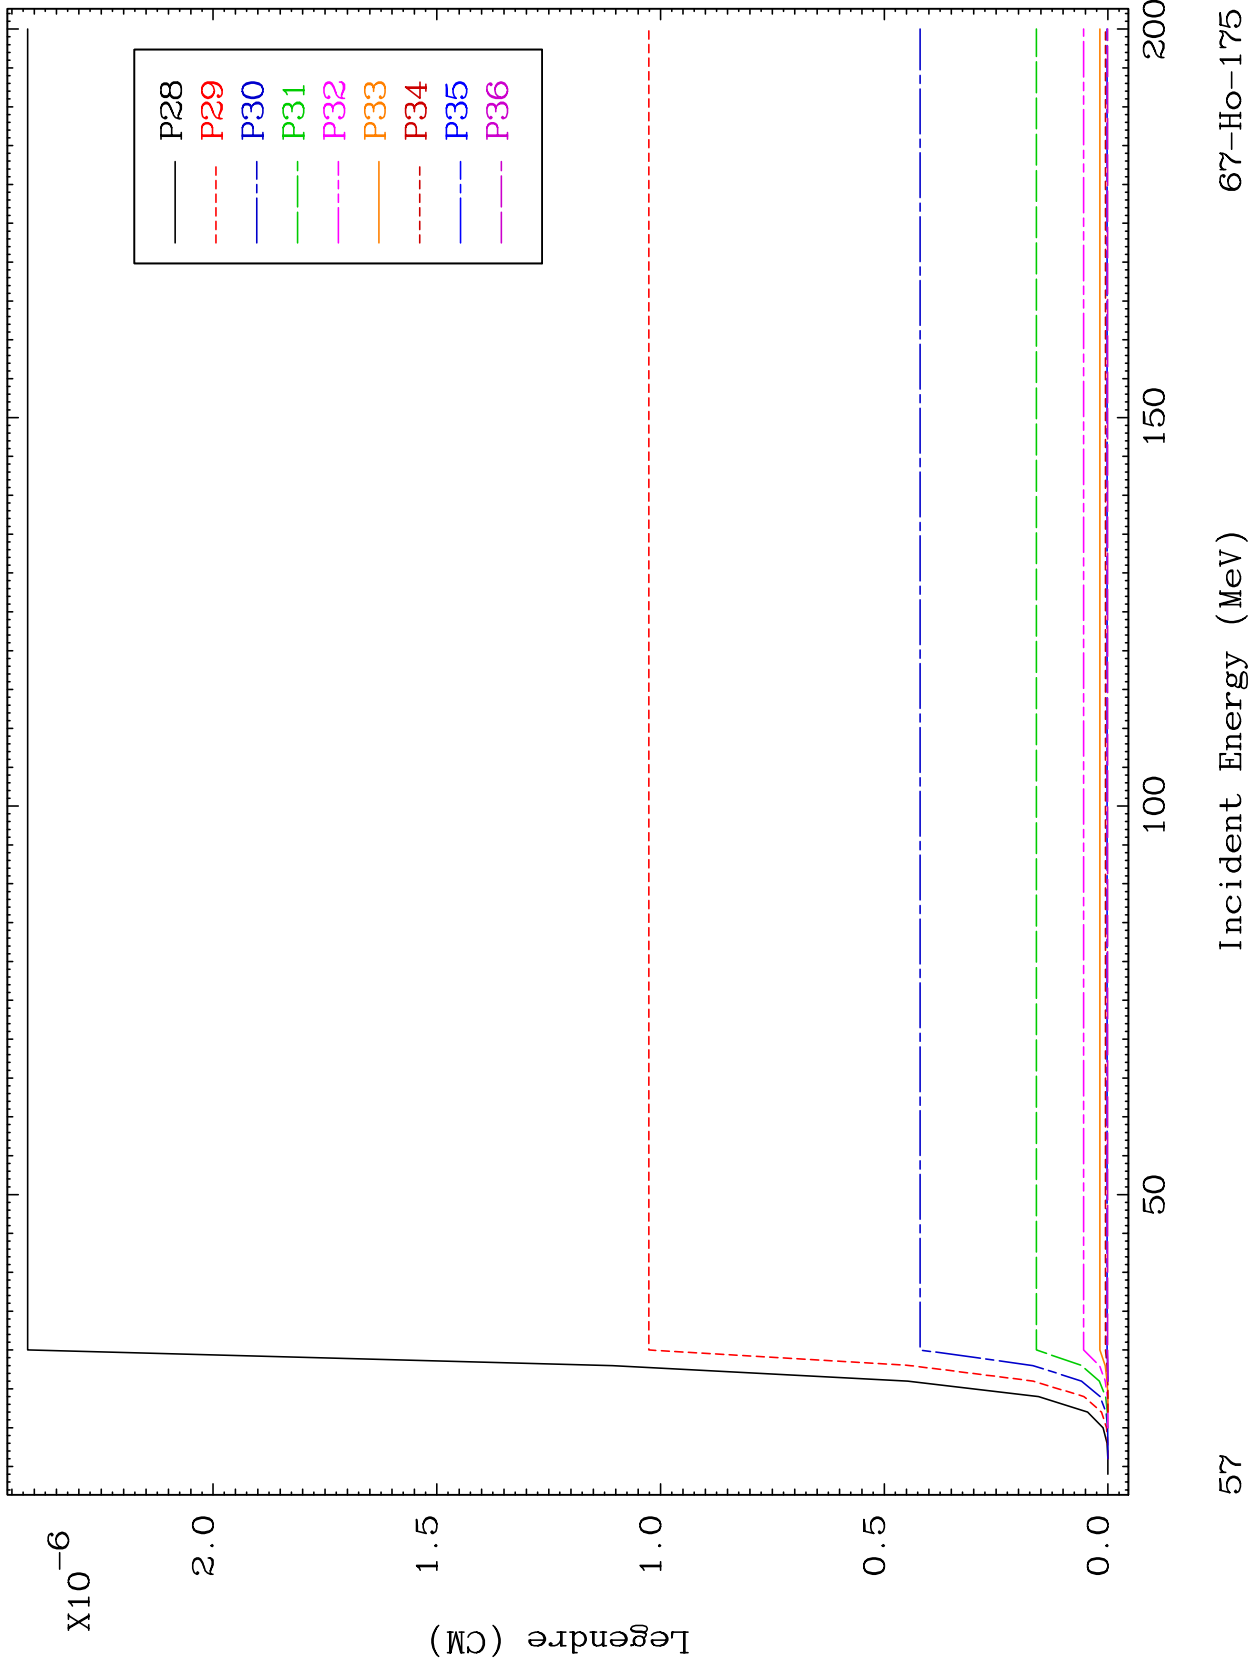 X10-6
2.0
1.5
1.0
0.5
0.0
Legendre (CM)
P28
P29
P30
P31
P32
P33
P34
P35
P36
50
100
150
200
57
Incident Energy (MeV)
67-Ho-175